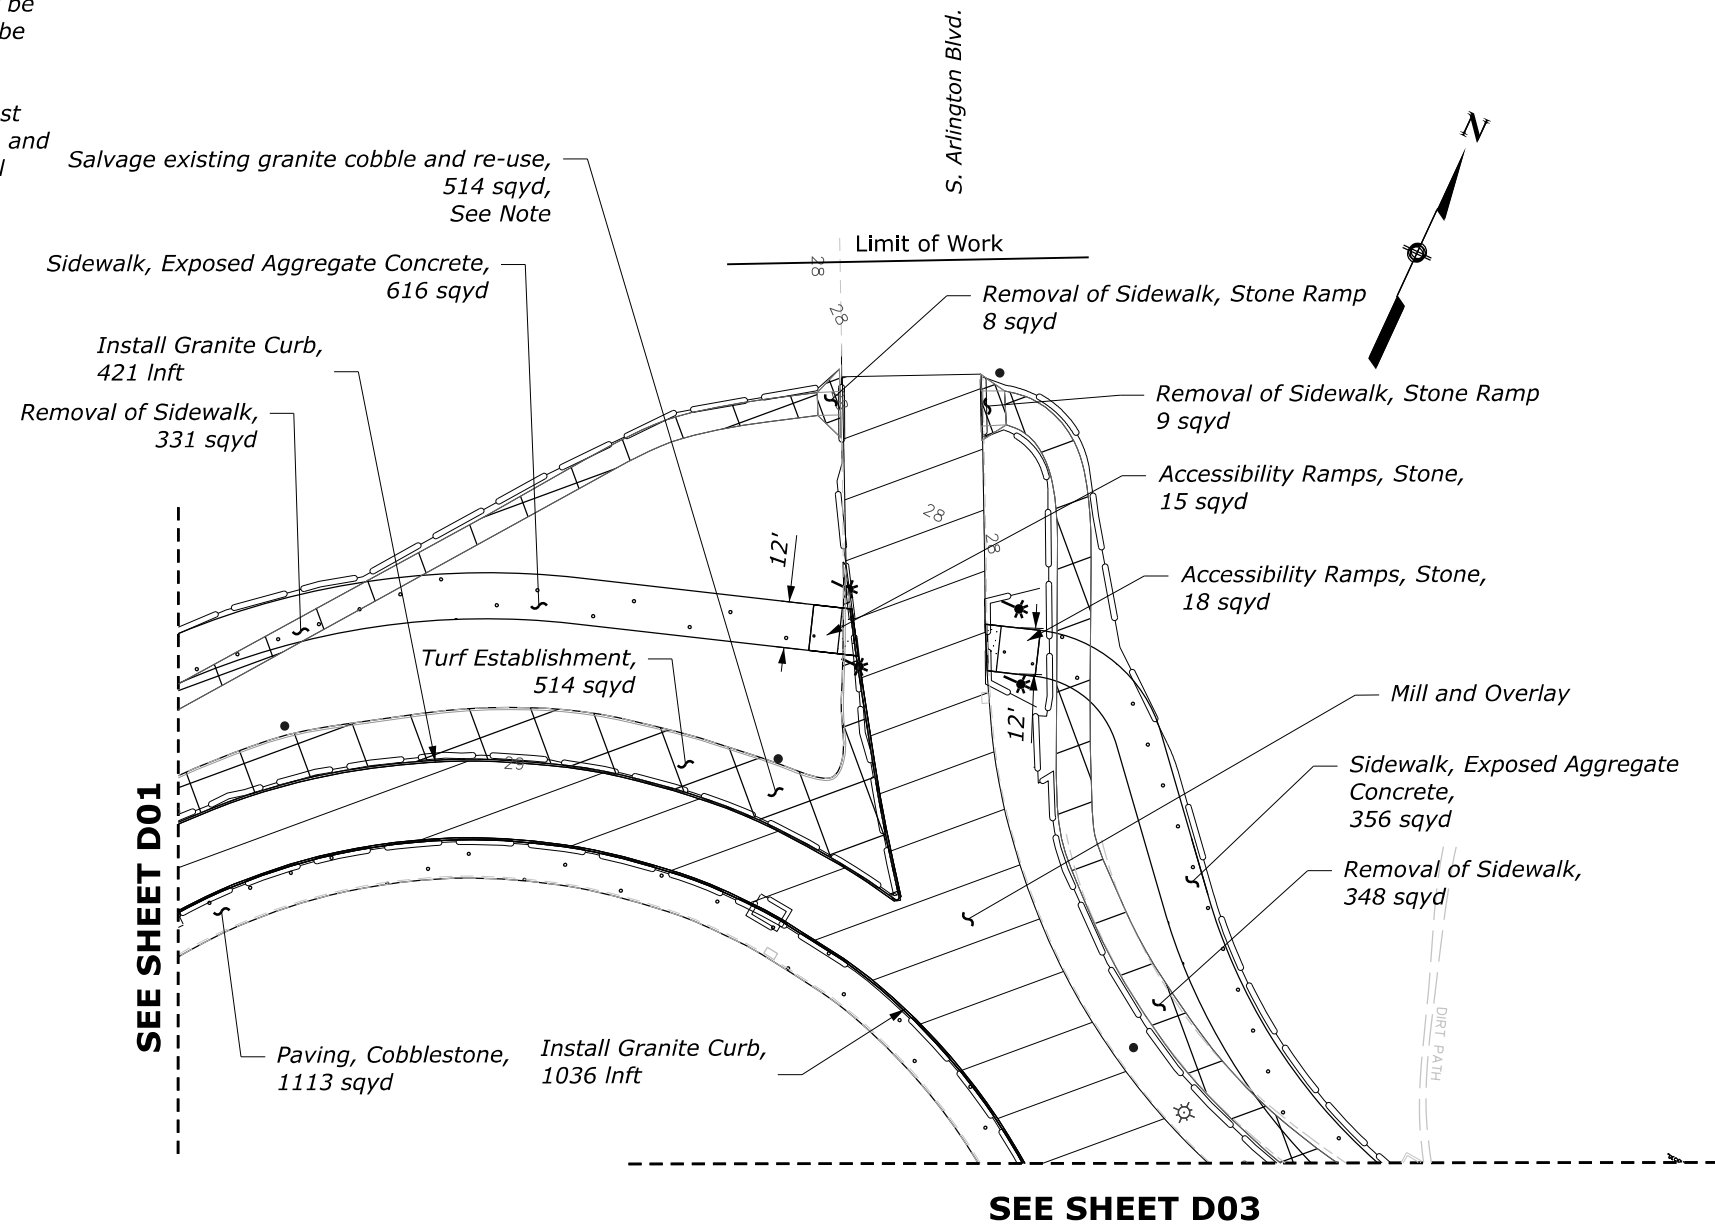 be
be
st
and
S. Arlington Blvd.
N
Salvage existing granite cobble and re-use,
514 sqyd,
See Note
Limit of Work
Sidewalk, Exposed Aggregate Concrete,
616 sqyd
28
28
Removal of Sidewalk, Stone Ramp
8 sqyd
Install Granite Curb,
421 lnft
Removal of Sidewalk, Stone Ramp
9 sqyd
Removal of Sidewalk,
331 sqyd
Accessibility Ramps, Stone,
15 sqyd
28
28
12'
Accessibility Ramps, Stone,
18 sqyd
Turf Establishment,
514 sqyd
Mill and Overlay
12'
29
Sidewalk, Exposed Aggregate
Concrete,
356 sqyd
Removal of Sidewalk,
348 sqyd
SEE SHEET D01
DIRT PATH
Paving, Cobblestone,
1113 sqyd
Install Granite Curb,
1036 lnft
SEE SHEET D03